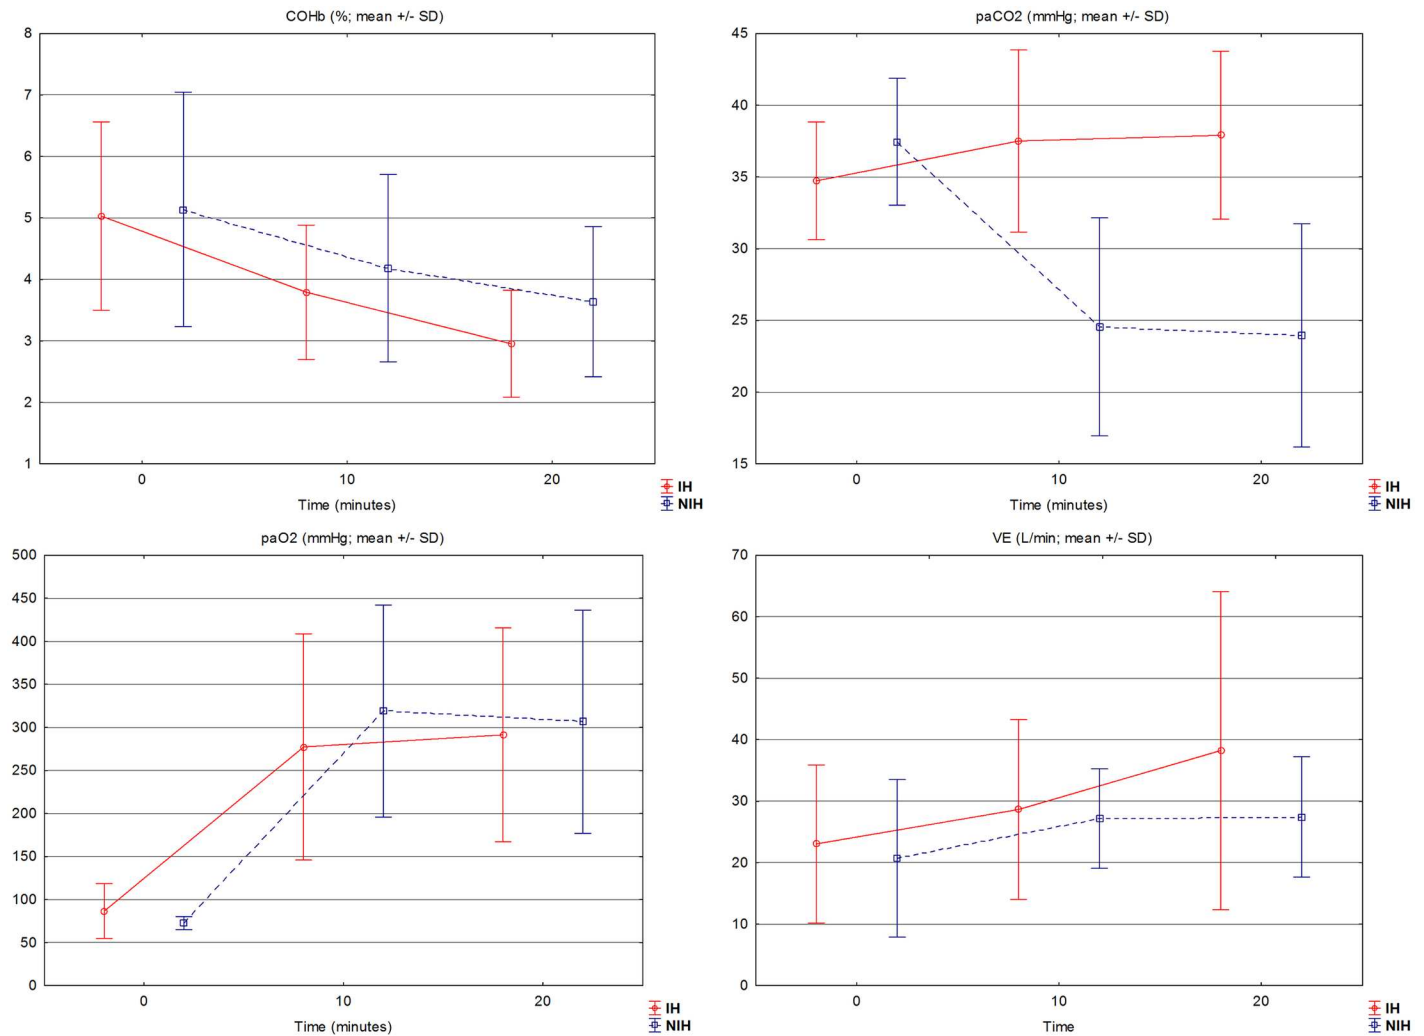 COHb (%; mean +/- SD)
8
7
6
5
4
3
2
1
0 10 20
Time (minutes)
IH
NIH
paCO2 (mmHg; mean +/- SD)
45
40
35
30
25
20
15
0 10 20
Time (minutes)
IH
NIH
paO2 (mmHg; mean +/- SD)
500
450
400
350
300
250
200
150
100
50
0
0 10 20
Time (minutes)
IH
NIH
VE (L/min; mean +/- SD)
70
60
50
40
30
20
10
0
0 10 20
Time
IH
NIH